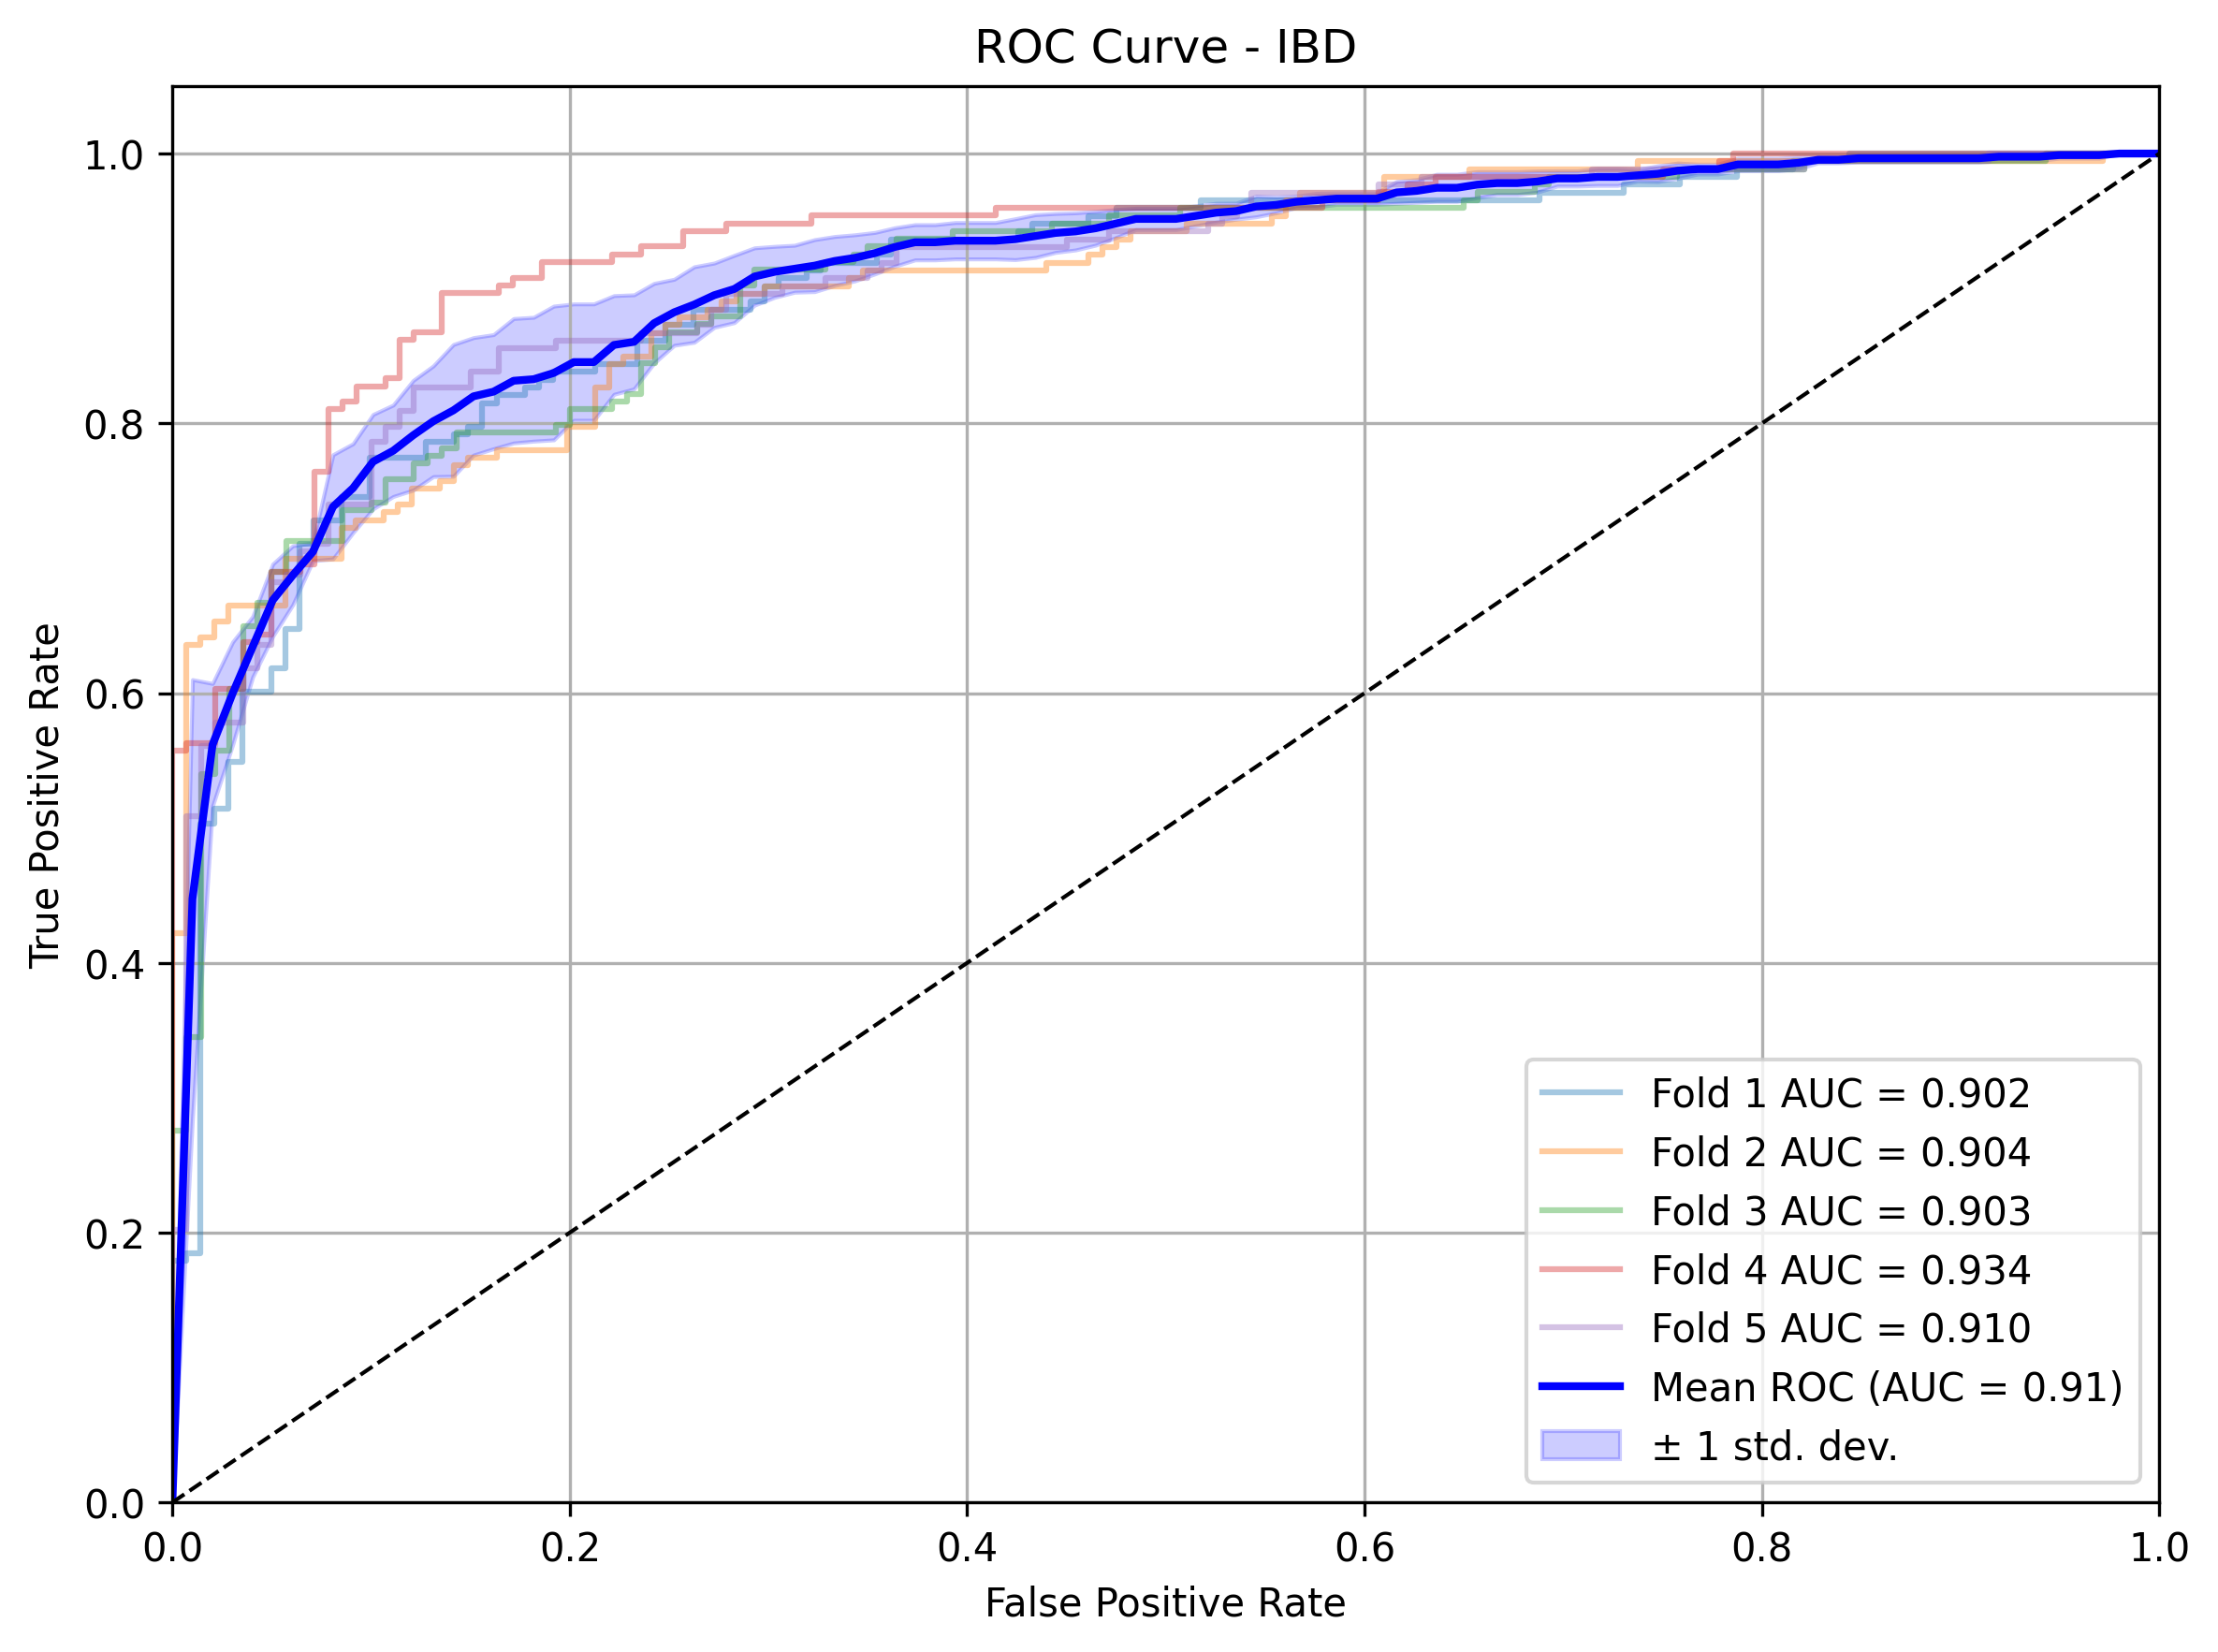 ROC Curve - IBD
True Positive Rate
1.0
0.8
0.6
0.4
0.2
0.0
0.0 0.2 0.4 0.6 0.8 1.0
False Positive Rate
Fold 1 AUC = 0.902
Fold 2 AUC = 0.904
Fold 3 AUC = 0.903
Fold 4 AUC = 0.934
Fold 5 AUC = 0.910
Mean ROC (AUC = 0.91)
± 1 std. dev.